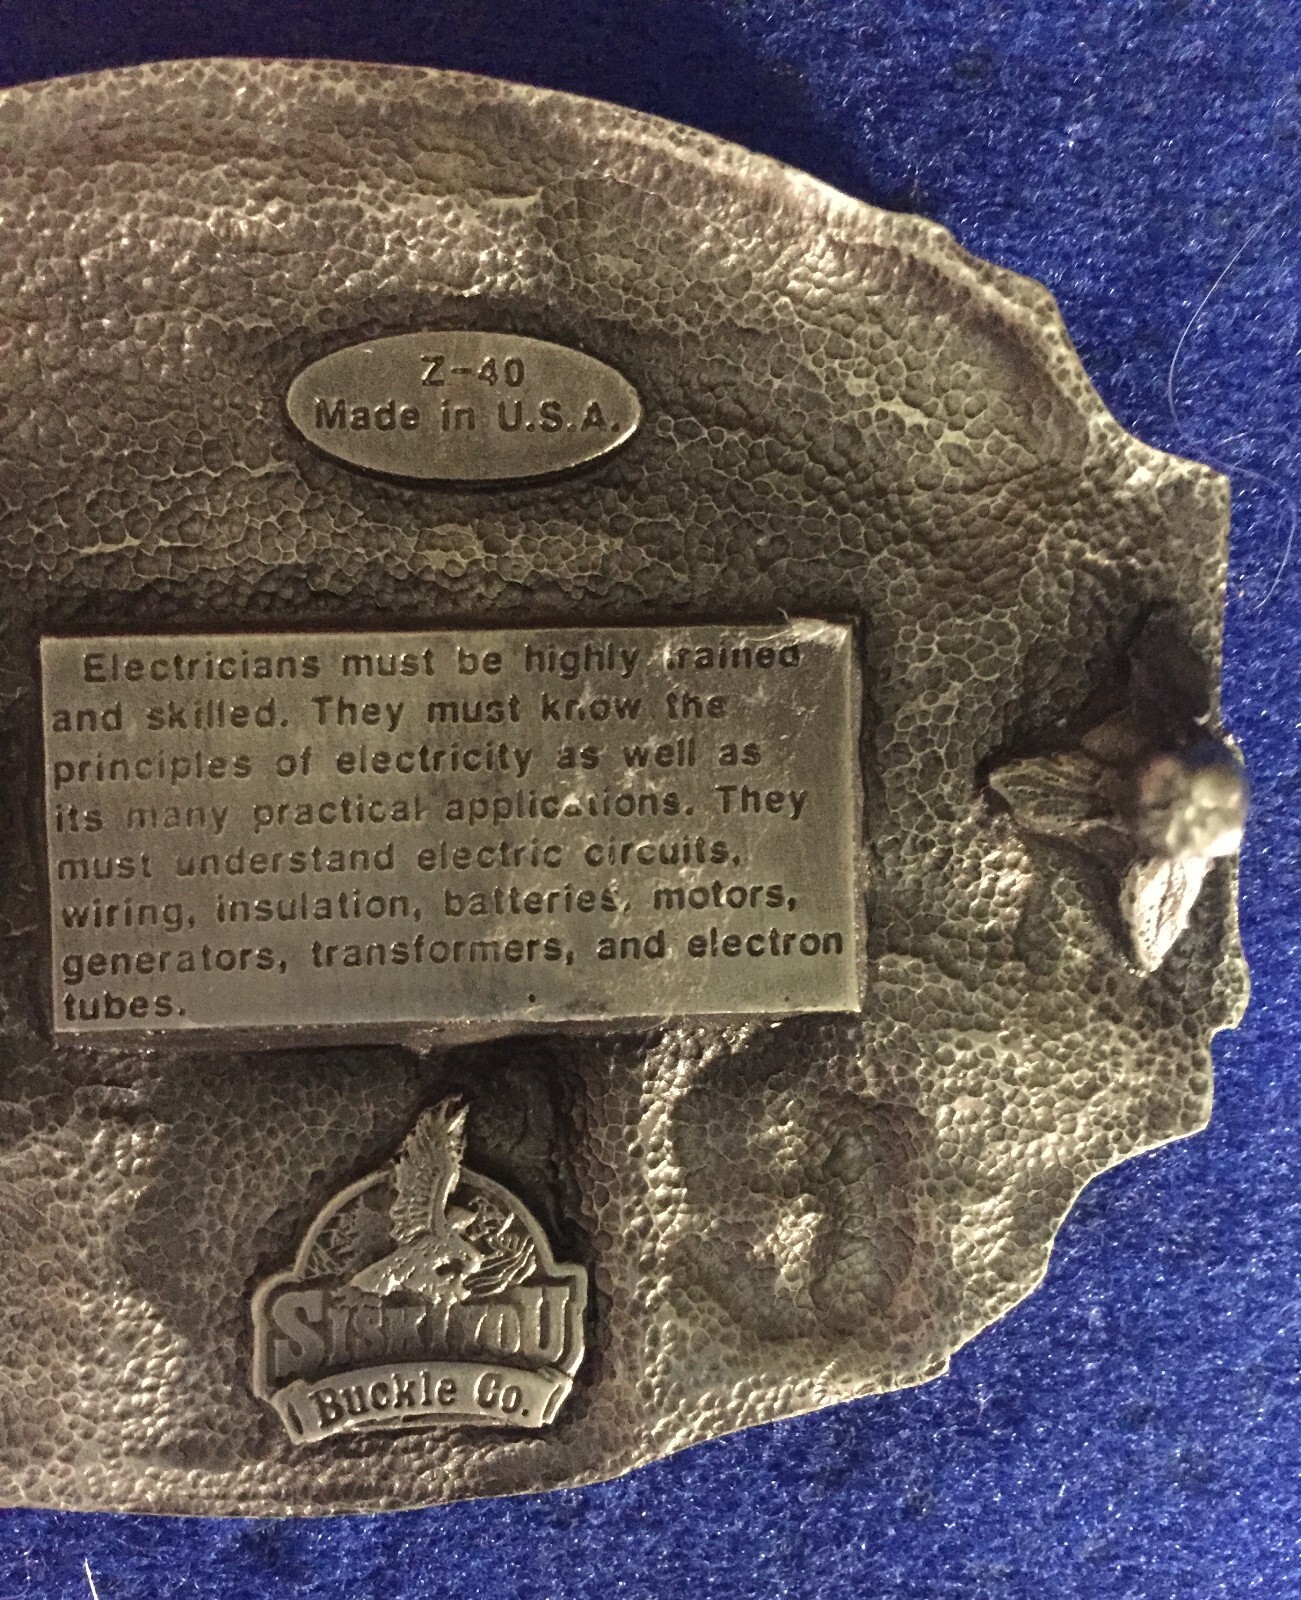 Z-40
Made in U.S.A.
Electricians must be highly trained
and skilled. They must know the
principles of electricity as well as
its many practical applications. They
must understand electric circuits,
wiring, insulation, batteries, motors,
generators, transformers, and electron
tubes.
SISKIYOU
Buckle Co.